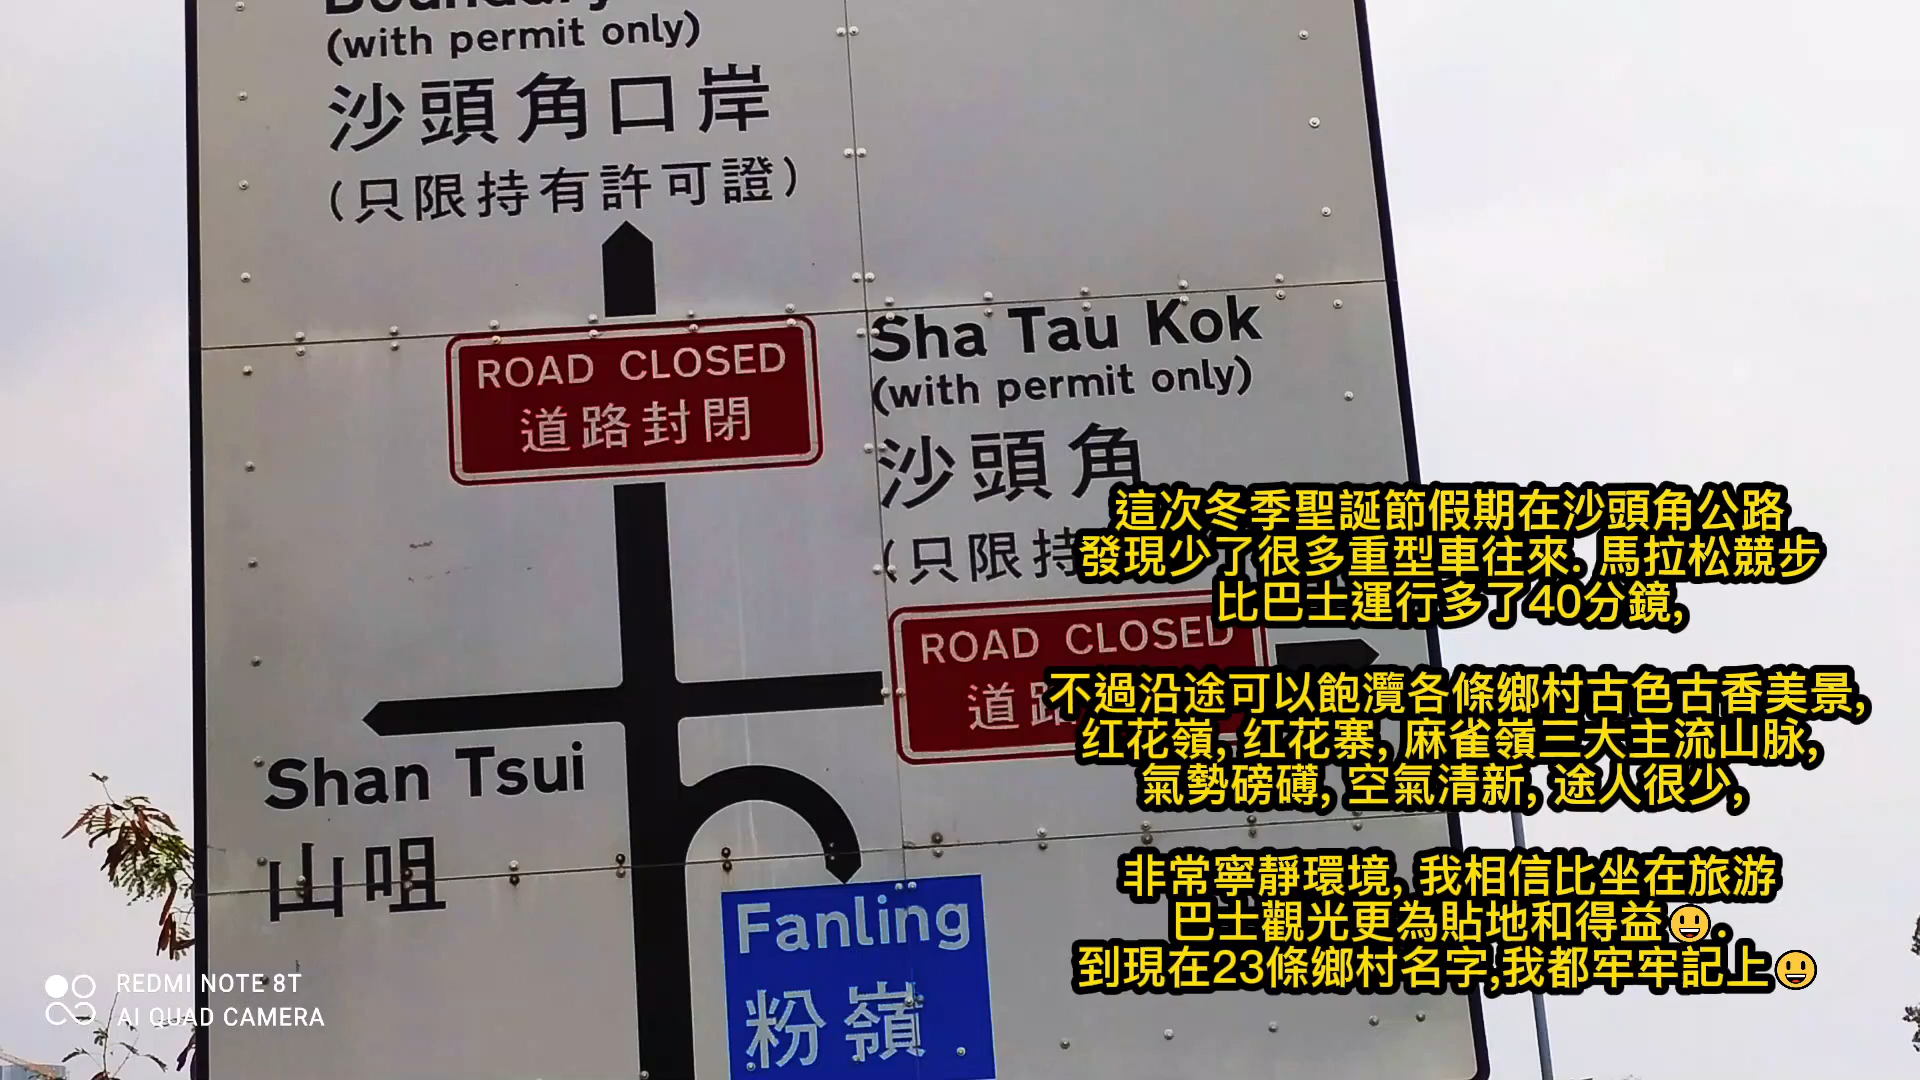 Boundary
(with permit only)
沙頭角口岸
(只限持有許可證)
ROAD CLOSED
道路封閉
Sha Tau Kok
(with permit only)
沙頭角
(只限持
ROAD CLOSED
道路
Shan Tsui
山咀
Fanling
粉嶺
這次冬季聖誕節假期在沙頭角公路
發現少了很多重型車往來. 馬拉松競步
比巴士運行多了40分鏡,
不過沿途可以飽灠各條鄉村古色古香美景,
红花嶺, 红花寨, 麻雀嶺三大主流山脉,
氣勢磅礡, 空氣清新, 途人很少,
非常寧靜環境, 我相信比坐在旅游
巴士觀光更為貼地和得益😃.
到現在23條鄉村名字,我都牢牢記上😃
REDMI NOTE 8T
AI QUAD CAMERA